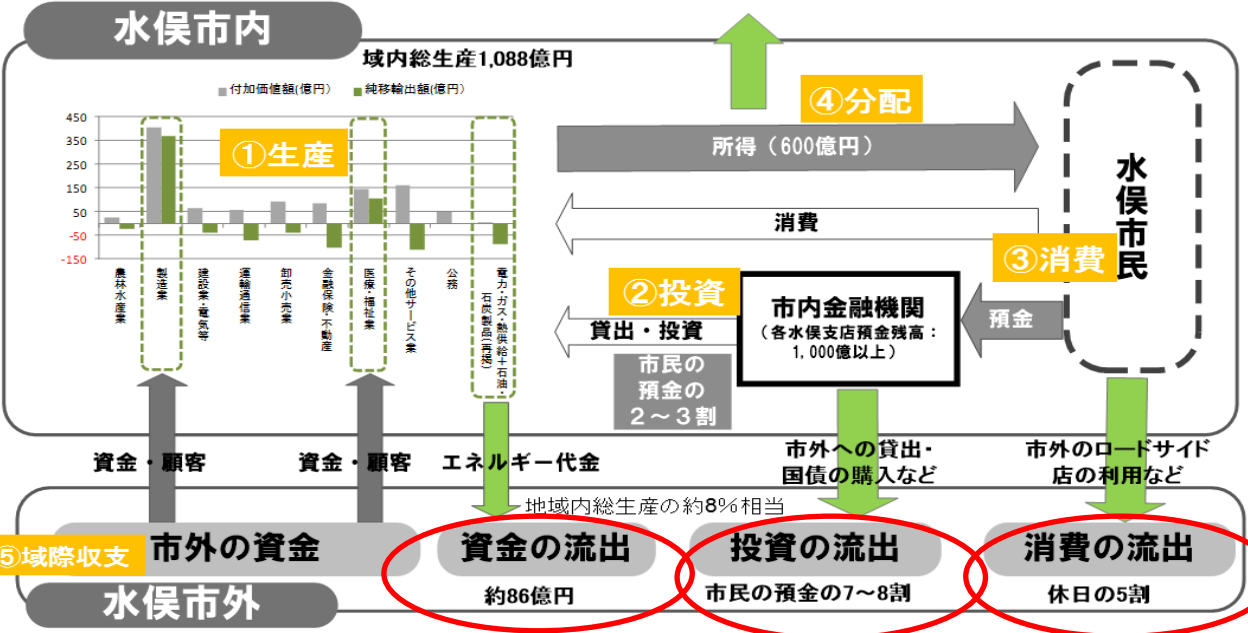 水俣市内
域内総生産1,088億円
付加価値額(億円)
純移輸出額(億円)
450
350
250
150
50
-50
-150
①生産
農林水産業
製造業
建設業・電気等
運輸通信業
卸売小売業
金融保険・不動産
医療・福祉業
その他サービス業
公務
電力・ガス・熱供給＋石油・
石炭製品(再掲)
④分配
所得（600億円）
消費
水俣市民
③消費
②投資
貸出・投資
市民の
預金の
２～３割
市内金融機関
（各水俣支店預金残高：
1,000億以上）
預金
資金・顧客
資金・顧客
エネルギー代金
市外への貸出・
国債の購入など
市外のロードサイド
店の利用など
地域内総生産の約8％相当
⑤域際収支
市外の資金
資金の流出
投資の流出
消費の流出
約86億円
市民の預金の7～8割
休日の5割
水俣市外